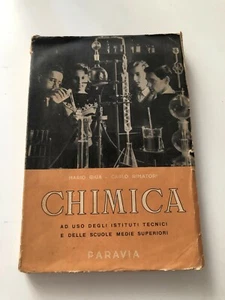 CHIMICA
AD USO DEGLI ISTITUTI TECNICI
E DELLE SCUOLE MEDIE SUPERIORI
PARAVIA